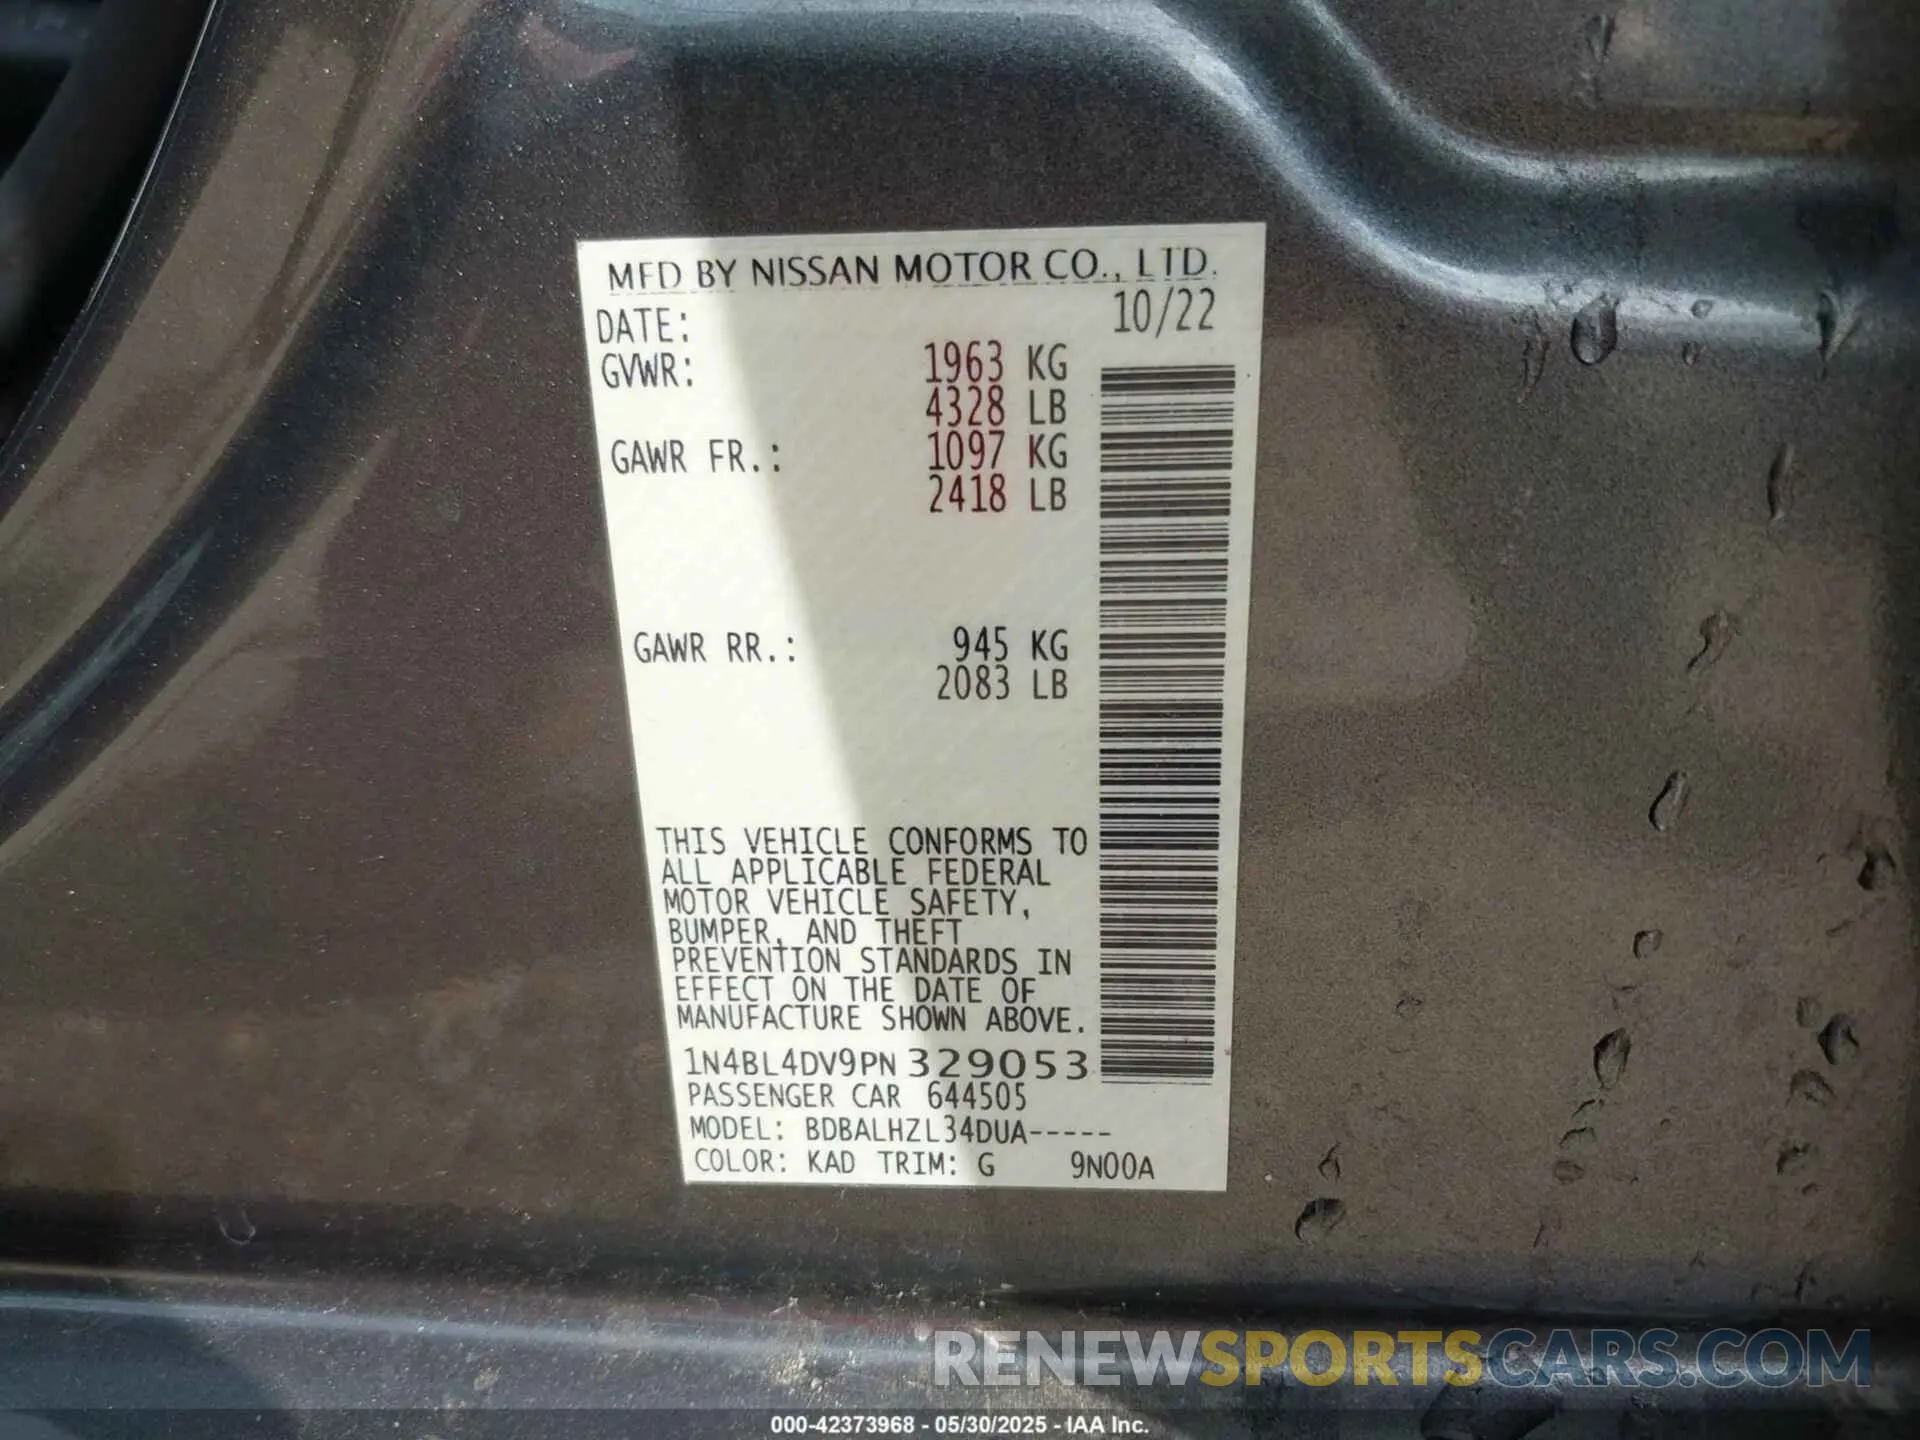 MFD BY NISSAN MOTOR CO., LTD.
DATE: 10/22
GVWR: 1963 KG
4328 LB
GAWR FR.: 1097 KG
2418 LB
GAWR RR.: 945 KG
2083 LB
THIS VEHICLE CONFORMS TO
ALL APPLICABLE FEDERAL
MOTOR VEHICLE SAFETY,
BUMPER, AND THEFT
PREVENTION STANDARDS IN
EFFECT ON THE DATE OF
MANUFACTURE SHOWN ABOVE.
1N4BL4DV9PN329053
PASSENGER CAR 644505
MODEL: BDBALHZL34DUA-----
COLOR: KAD TRIM: G 9N00A
RENEWSPORTSCARS.COM
000-42373968 - 05/30/2025 - IAA Inc.